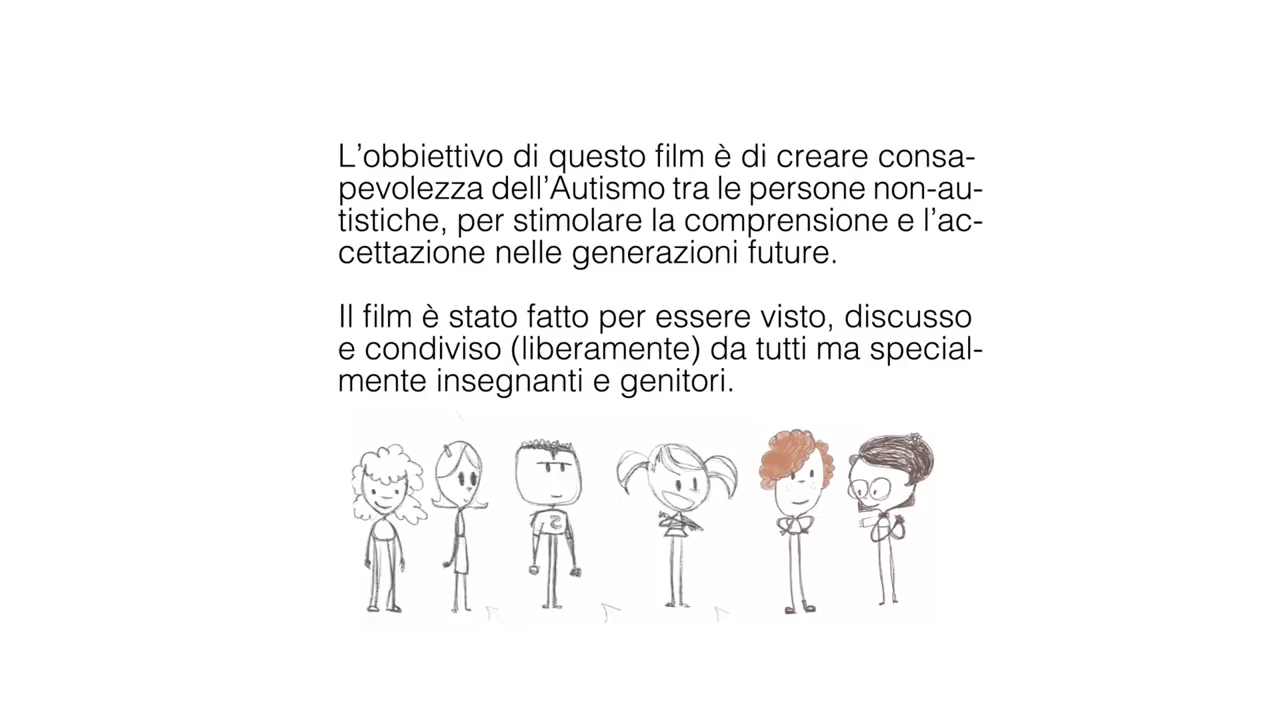 L'obbiettivo di questo film è di creare consa-
pevolezza dell'Autismo tra le persone non-au-
tistiche, per stimolare la comprensione e l'ac-
cettazione nelle generazioni future.
Il film è stato fatto per essere visto, discusso
e condiviso (liberamente) da tutti ma special-
mente insegnanti e genitori.
2